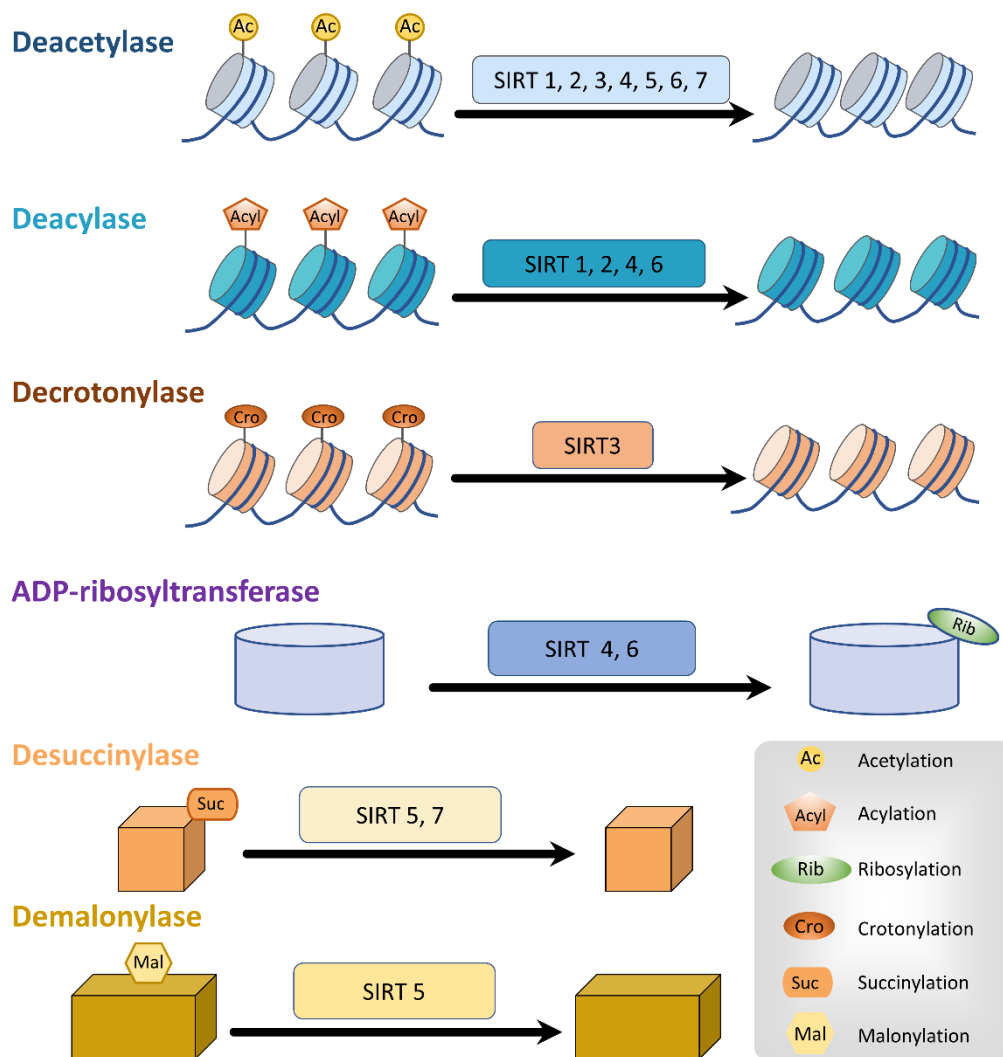 Deacetylase
Ac Ac Ac
SIRT 1, 2, 3, 4, 5, 6, 7
Deacylase
Acyl Acyl Acyl
SIRT 1, 2, 4, 6
Decrotonylase
Cro Cro Cro
SIRT3
ADP-ribosyltransferase
SIRT 4, 6
Rib
Desuccinylase
Suc
SIRT 5, 7
Demalonylase
Mal
SIRT 5
Ac Acetylation
Acyl Acylation
Rib Ribosylation
Cro Crotonylation
Suc Succinylation
Mal Malonylation